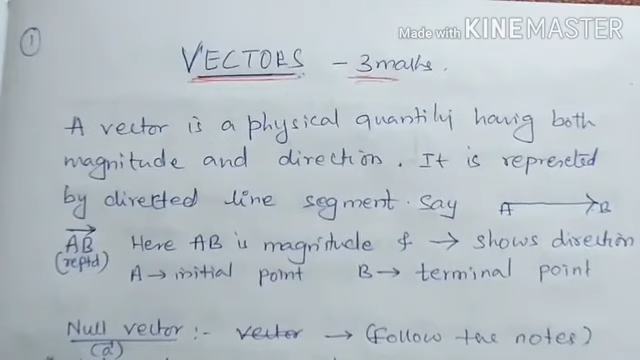 Made with KINEMASTER
①
VECTORS - 3 marks.
A vector is a physical quantity having both
magnitude and direction. It is represeted
by directed line segment. Say A B
AB Here AB is magnitude & → shows direction
(reptd) A → initial point B → terminal point
Null vector :- vector → (Follow the notes)
(d)